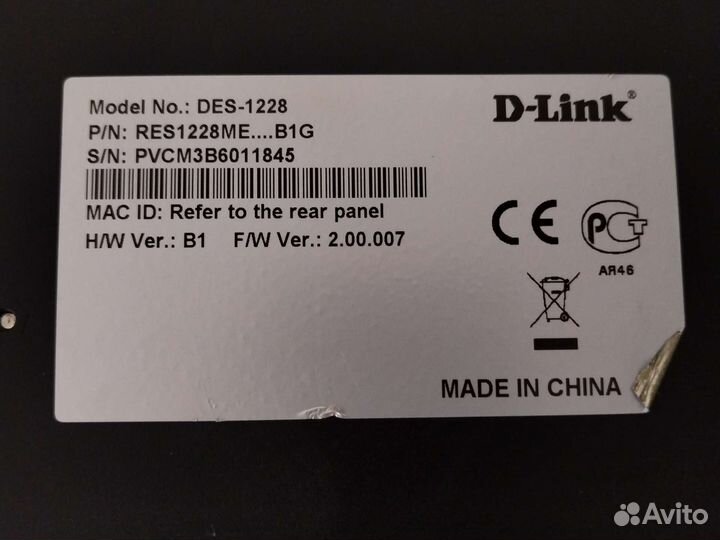 Model No.: DES-1228
D-Link®
P/N: RES1228ME....B1G
S/N: PVCM3B6011845
MAC ID: Refer to the rear panel
H/W Ver.: B1 F/W Ver.: 2.00.007
CE
РСТ
АЯ46
MADE IN CHINA
Avito